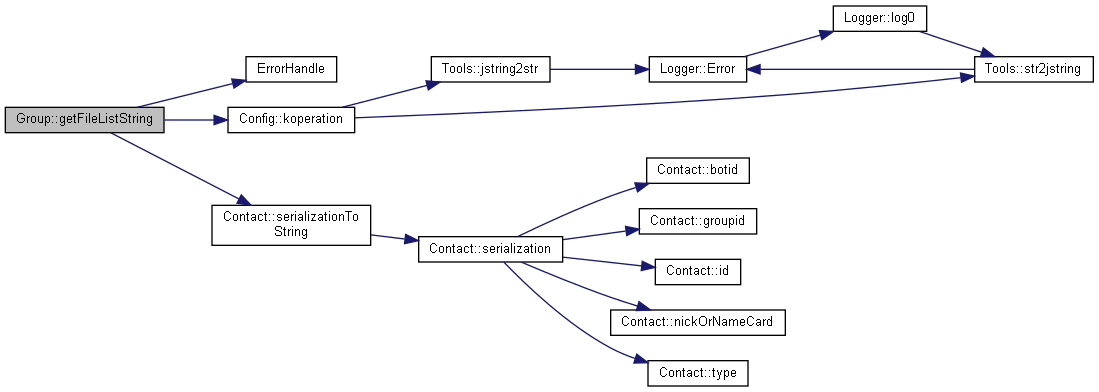 Logger::log0
ErrorHandle
Tools::jstring2str
Logger::Error
Tools::str2jstring
Group::getFileListString
Config::koperation
Contact::botid
Contact::serializationTo
String
Contact::groupid
Contact::serialization
Contact::id
Contact::nickOrNameCard
Contact::type